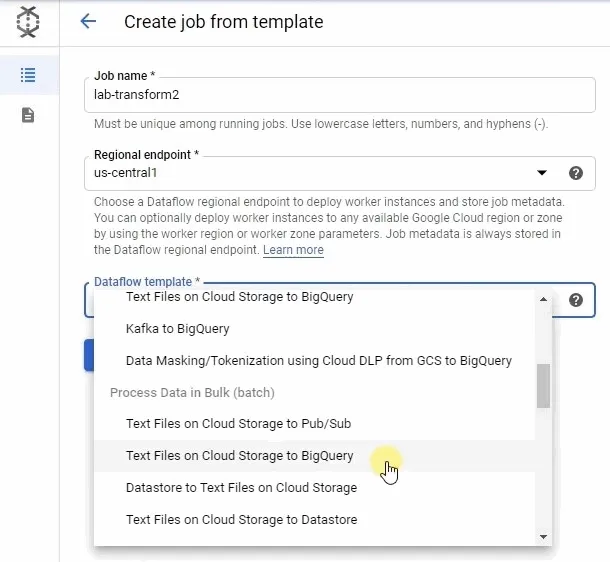 Create job from template
Job name *
lab-transform2
Must be unique among running jobs. Use lowercase letters, numbers, and hyphens (-).
Regional endpoint *
us-central1
Choose a Dataflow regional endpoint to deploy worker instances and store job metadata.
You can optionally deploy worker instances to any available Google Cloud region or zone
by using the worker region or worker zone parameters. Job metadata is always stored in
the Dataflow regional endpoint. Learn more
Dataflow template *
Text Files on Cloud Storage to BigQuery
Kafka to BigQuery
Data Masking/Tokenization using Cloud DLP from GCS to BigQuery
Process Data in Bulk (batch)
Text Files on Cloud Storage to Pub/Sub
Text Files on Cloud Storage to BigQuery
Datastore to Text Files on Cloud Storage
Text Files on Cloud Storage to Datastore